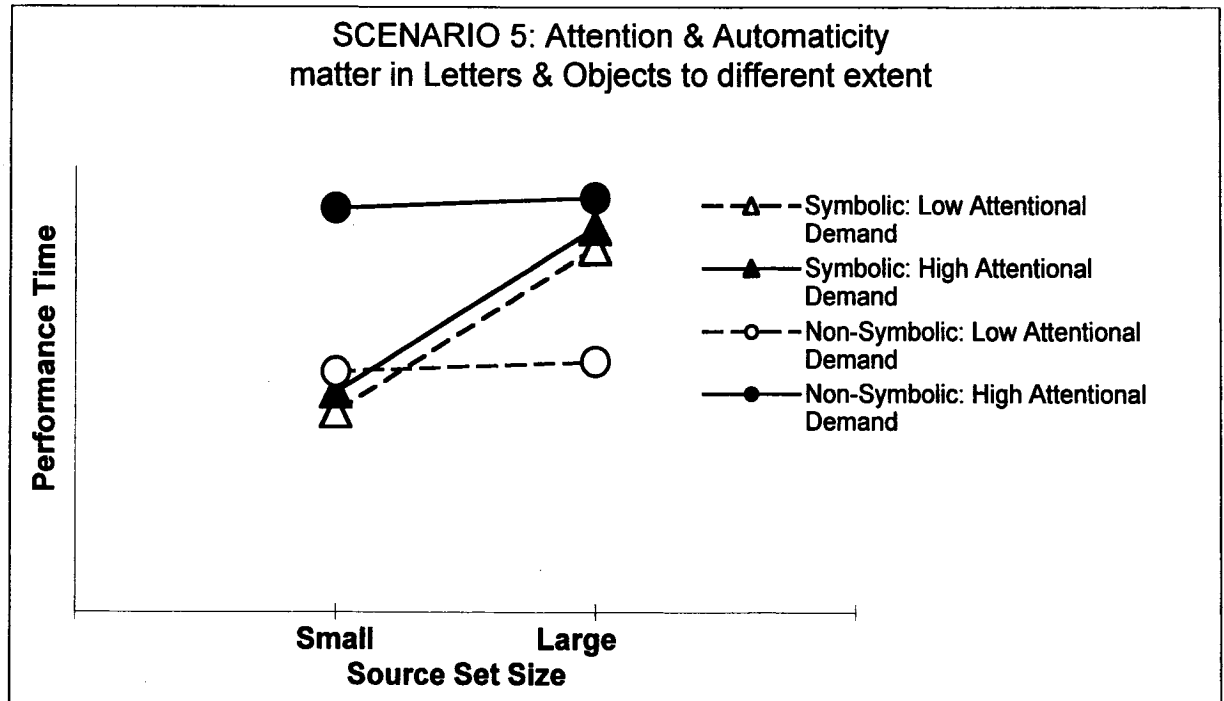 SCENARIO 5: Attention & Automaticity
matter in Letters & Objects to different extent
Performance Time
Symbolic: Low Attentional
Demand
Symbolic: High Attentional
Demand
Non-Symbolic: Low Attentional
Demand
Non-Symbolic: High Attentional
Demand
Small Large
Source Set Size